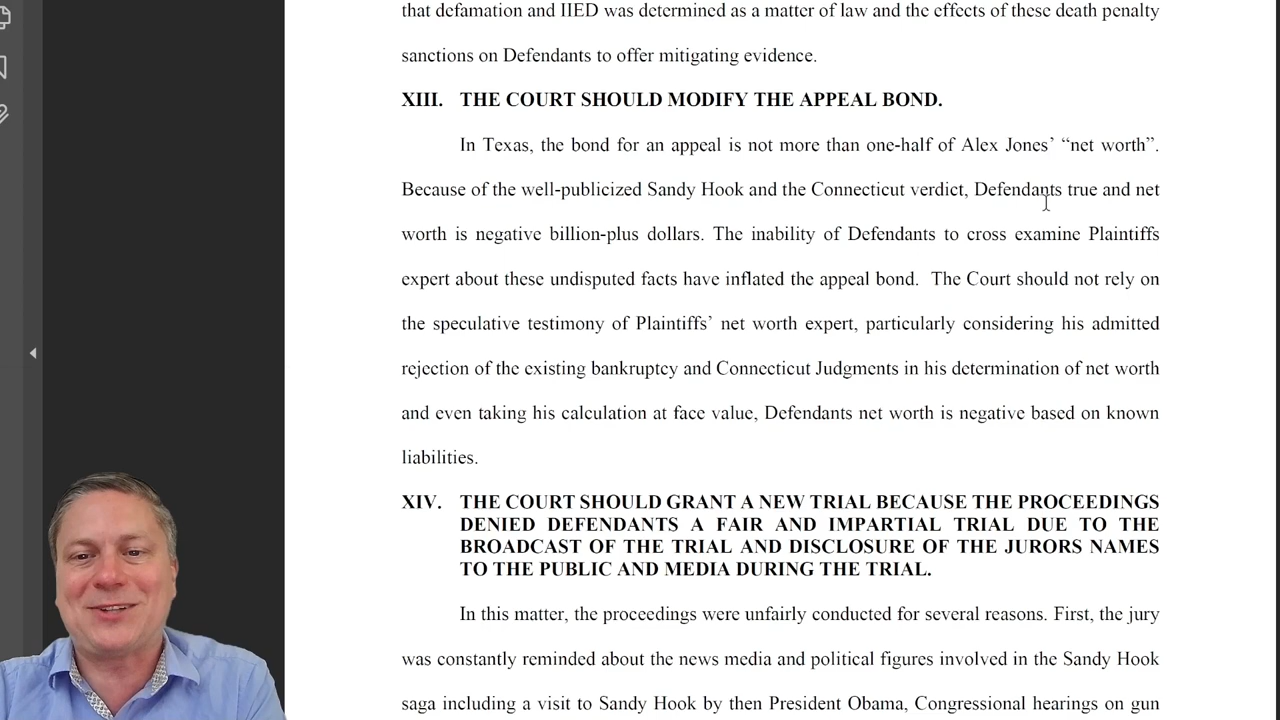 that defamation and IIED was determined as a matter of law and the effects of these death penalty
sanctions on Defendants to offer mitigating evidence.
XIII. THE COURT SHOULD MODIFY THE APPEAL BOND.
In Texas, the bond for an appeal is not more than one-half of Alex Jones’ “net worth”.
Because of the well-publicized Sandy Hook and the Connecticut verdict, Defendants true and net
worth is negative billion-plus dollars. The inability of Defendants to cross examine Plaintiffs
expert about these undisputed facts have inflated the appeal bond. The Court should not rely on
the speculative testimony of Plaintiffs’ net worth expert, particularly considering his admitted
rejection of the existing bankruptcy and Connecticut Judgments in his determination of net worth
and even taking his calculation at face value, Defendants net worth is negative based on known
liabilities.
XIV. THE COURT SHOULD GRANT A NEW TRIAL BECAUSE THE PROCEEDINGS
DENIED DEFENDANTS A FAIR AND IMPARTIAL TRIAL DUE TO THE
BROADCAST OF THE TRIAL AND DISCLOSURE OF THE JURORS NAMES
TO THE PUBLIC AND MEDIA DURING THE TRIAL.
In this matter, the proceedings were unfairly conducted for several reasons. First, the jury
was constantly reminded about the news media and political figures involved in the Sandy Hook
saga including a visit to Sandy Hook by then President Obama, Congressional hearings on gun